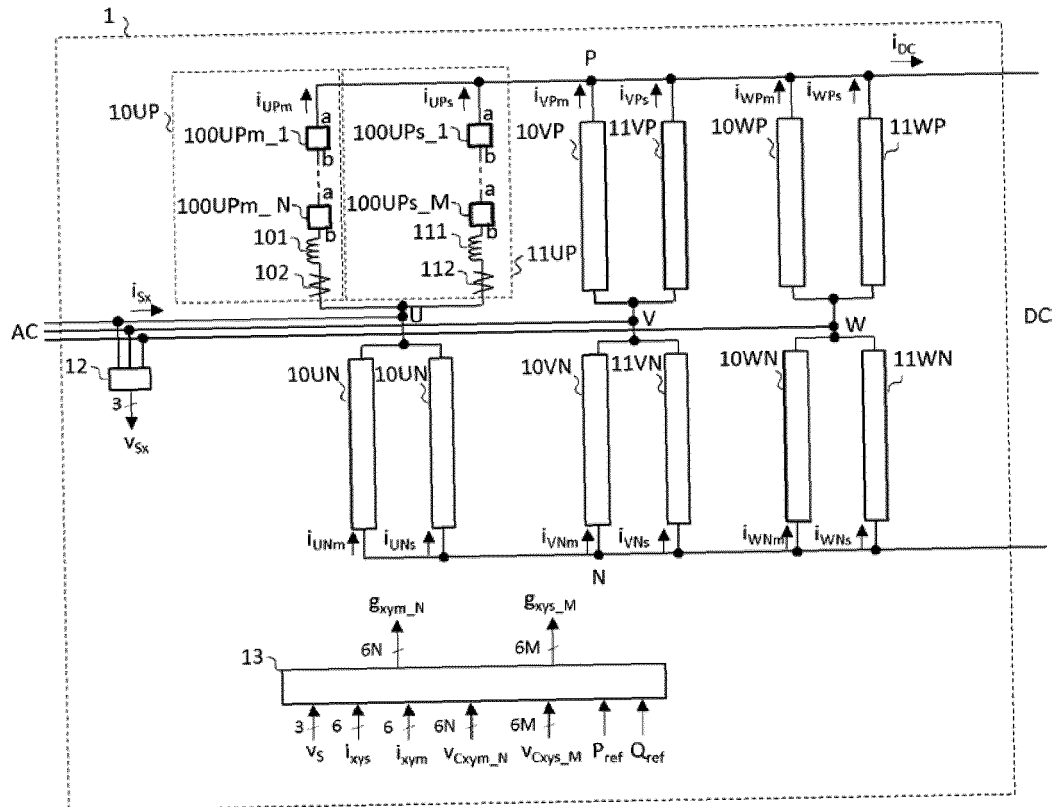 1
P
i_DC
10UP
i_UPm
i_UPs
i_VPm
i_VPs
i_WPm
i_WPs
a
a
100UPm_1
100UPs_1
10VP
11VP
10WP
11WP
b
b
a
a
100UPm_ N
100UPs_M
b
b
101
111
102
112
11UP
i_Sx
AC
U
V
W
DC
12
3
v_Sx
10UN
10UN
10VN
11VN
10WN
11WN
i_UNm
i_UNs
i_VNm
i_VNs
i_WNm
i_WNs
N
g_xym_N
g_xys_M
6N
6M
13
3
6
6
6N
6M
v_S
i_xys
i_xym
v_Cxym_N
v_Cxys_M
P_ref
Q_ref